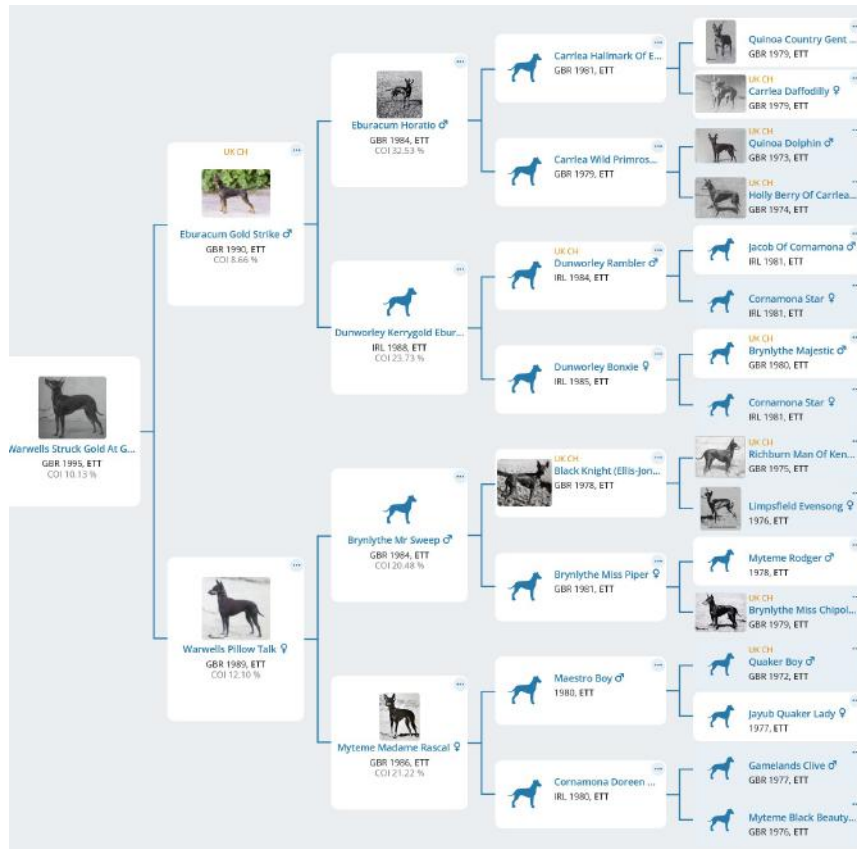 Warwells Struck Gold At G...
GBR 1995, ETT
COI 10.13 %
UK CH
Eburacum Gold Strike ♂
GBR 1990, ETT
COI 8.66 %
Warwells Pillow Talk ♀
GBR 1989, ETT
COI 12.10 %
Eburacum Horatio ♂
GBR 1984, ETT
COI 32.53 %
Dunworley Kerrygold Ebur...
IRL 1988, ETT
COI 23.73 %
Brynlythe Mr Sweep ♂
GBR 1984, ETT
COI 20.48 %
Myteme Madame Rascal ♀
GBR 1986, ETT
COI 21.22 %
Carrlea Hallmark Of E...
GBR 1981, ETT
Carrlea Wild Primros...
GBR 1979, ETT
UK CH
Dunworley Rambler ♂
IRL 1984, ETT
Dunworley Bonxie ♀
IRL 1985, ETT
UK CH
Black Knight (Ellis-Jon...
GBR 1978, ETT
Brynlythe Miss Piper ♀
GBR 1981, ETT
Maestro Boy ♂
1980, ETT
Cornamona Doreen ...
IRL 1980, ETT
Quinoa Country Gent ...
GBR 1979, ETT
UK CH
Carrlea Daffodilly ♀
GBR 1979, ETT
UK CH
Quinoa Dolphin ♂
GBR 1973, ETT
UK CH
Holly Berry Of Carrlea...
GBR 1974, ETT
Jacob Of Cornamona ♂
IRL 1981, ETT
Cornamona Star ♀
IRL 1981, ETT
UK CH
Brynlythe Majestic ♂
GBR 1980, ETT
Cornamona Star ♀
IRL 1981, ETT
UK CH
Richburn Man Of Ken...
GBR 1975, ETT
Limpsfield Evensong ♀
1976, ETT
Myteme Rodger ♂
1978, ETT
UK CH
Brynlythe Miss Chipol...
GBR 1979, ETT
UK CH
Quaker Boy ♂
GBR 1972, ETT
Jayub Quaker Lady ♀
1977, ETT
Gamelands Clive ♂
GBR 1977, ETT
Myteme Black Beauty...
GBR 1976, ETT